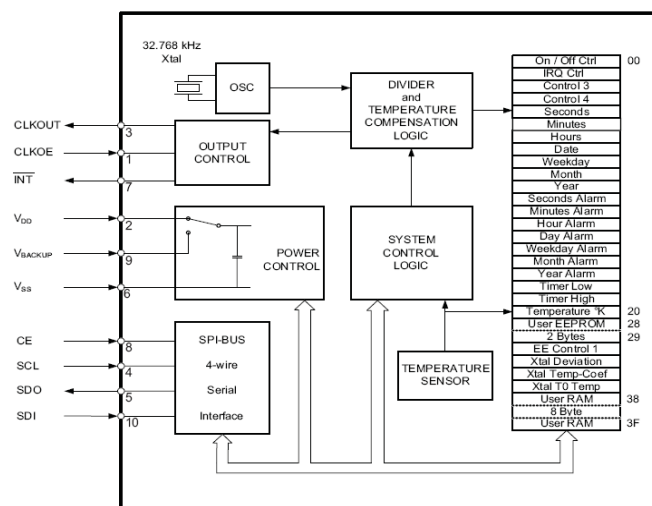 32.768 kHz
Xtal
OSC
DIVIDER
and
TEMPERATURE
COMPENSATION
LOGIC
CLKOUT
3
CLKOE
1
INT
7
OUTPUT
CONTROL
VDD
2
VBACKUP
9
VSS
6
POWER
CONTROL
SYSTEM
CONTROL
LOGIC
CE
8
SCL
4
SDO
5
SDI
10
SPI-BUS
4-wire
Serial
Interface
TEMPERATURE
SENSOR
On / Off Ctrl 00
IRQ Ctrl
Control 3
Control 4
Seconds
Minutes
Hours
Date
Weekday
Month
Year
Seconds Alarm
Minutes Alarm
Hour Alarm
Day Alarm
Weekday Alarm
Month Alarm
Year Alarm
Timer Low
Timer High
Temperature °K 20
User EEPROM 28
2 Bytes 29
EE Control 1
Xtal Deviation
Xtal Temp-Coef
Xtal T0 Temp
User RAM 38
8 Byte
User RAM 3F